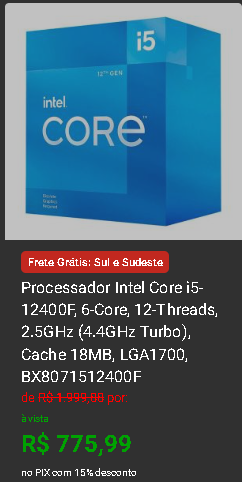 i5
12TH GEN
intel
CORE
Frete Grátis: Sul e Sudeste
Processador Intel Core i5-
12400F, 6-Core, 12-Threads,
2.5GHz (4.4GHz Turbo),
Cache 18MB, LGA1700,
BX8071512400F
de R$ 1.999,00 por:
à vista
R$ 775,99
no PIX com 15% desconto